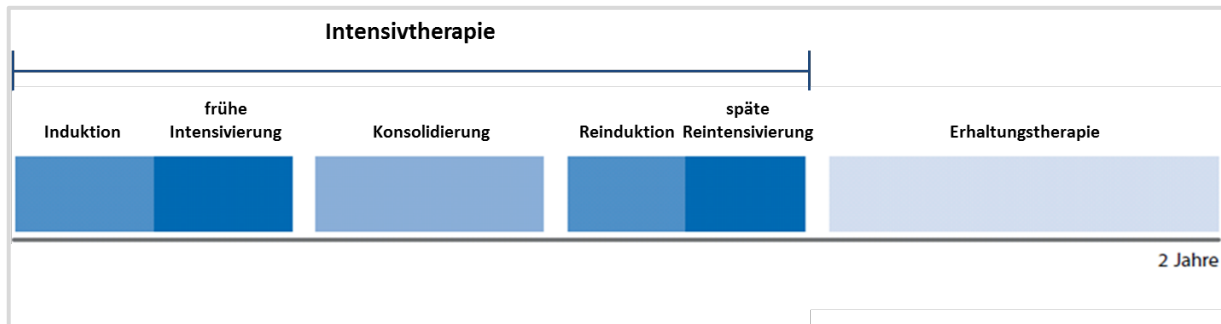 Intensivtherapie
frühe
späte
Induktion
Intensivierung
Konsolidierung
Reinduktion
Reintensivierung
Erhaltungstherapie
2 Jahre